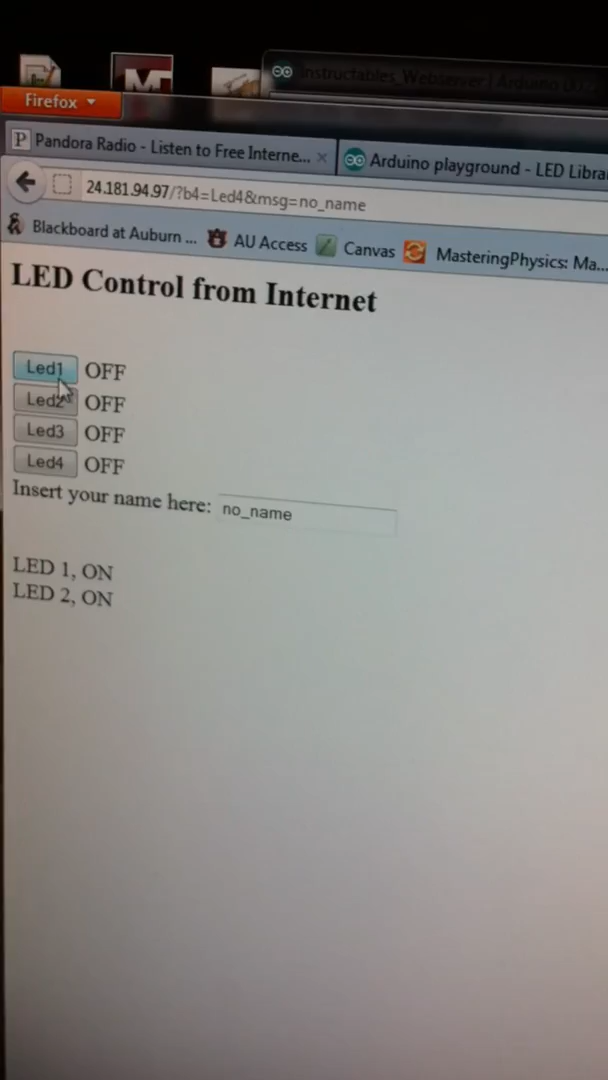 Instructables_Webserver | Arduino
Firefox
Pandora Radio - Listen to Free Interne...
Arduino playground - LED Libra
24.181.94.97/?b4=Led4&msg=no_name
Blackboard at Auburn ... AU Access Canvas MasteringPhysics: Ma...
LED Control from Internet
Led1 OFF
Led2 OFF
Led3 OFF
Led4 OFF
Insert your name here: no_name
LED 1, ON
LED 2, ON